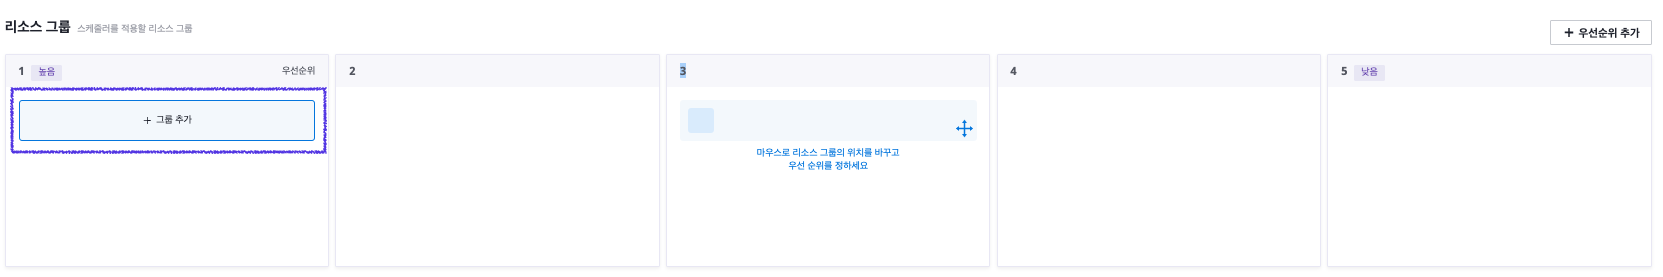 리소스 그룹 스케줄러를 적용할 리소스 그룹
+ 우선순위 추가
1 높음 우선순위
2
3
4
5 낮음
+ 그룹 추가
마우스로 리소스 그룹의 위치를 바꾸고
우선 순위를 정하세요